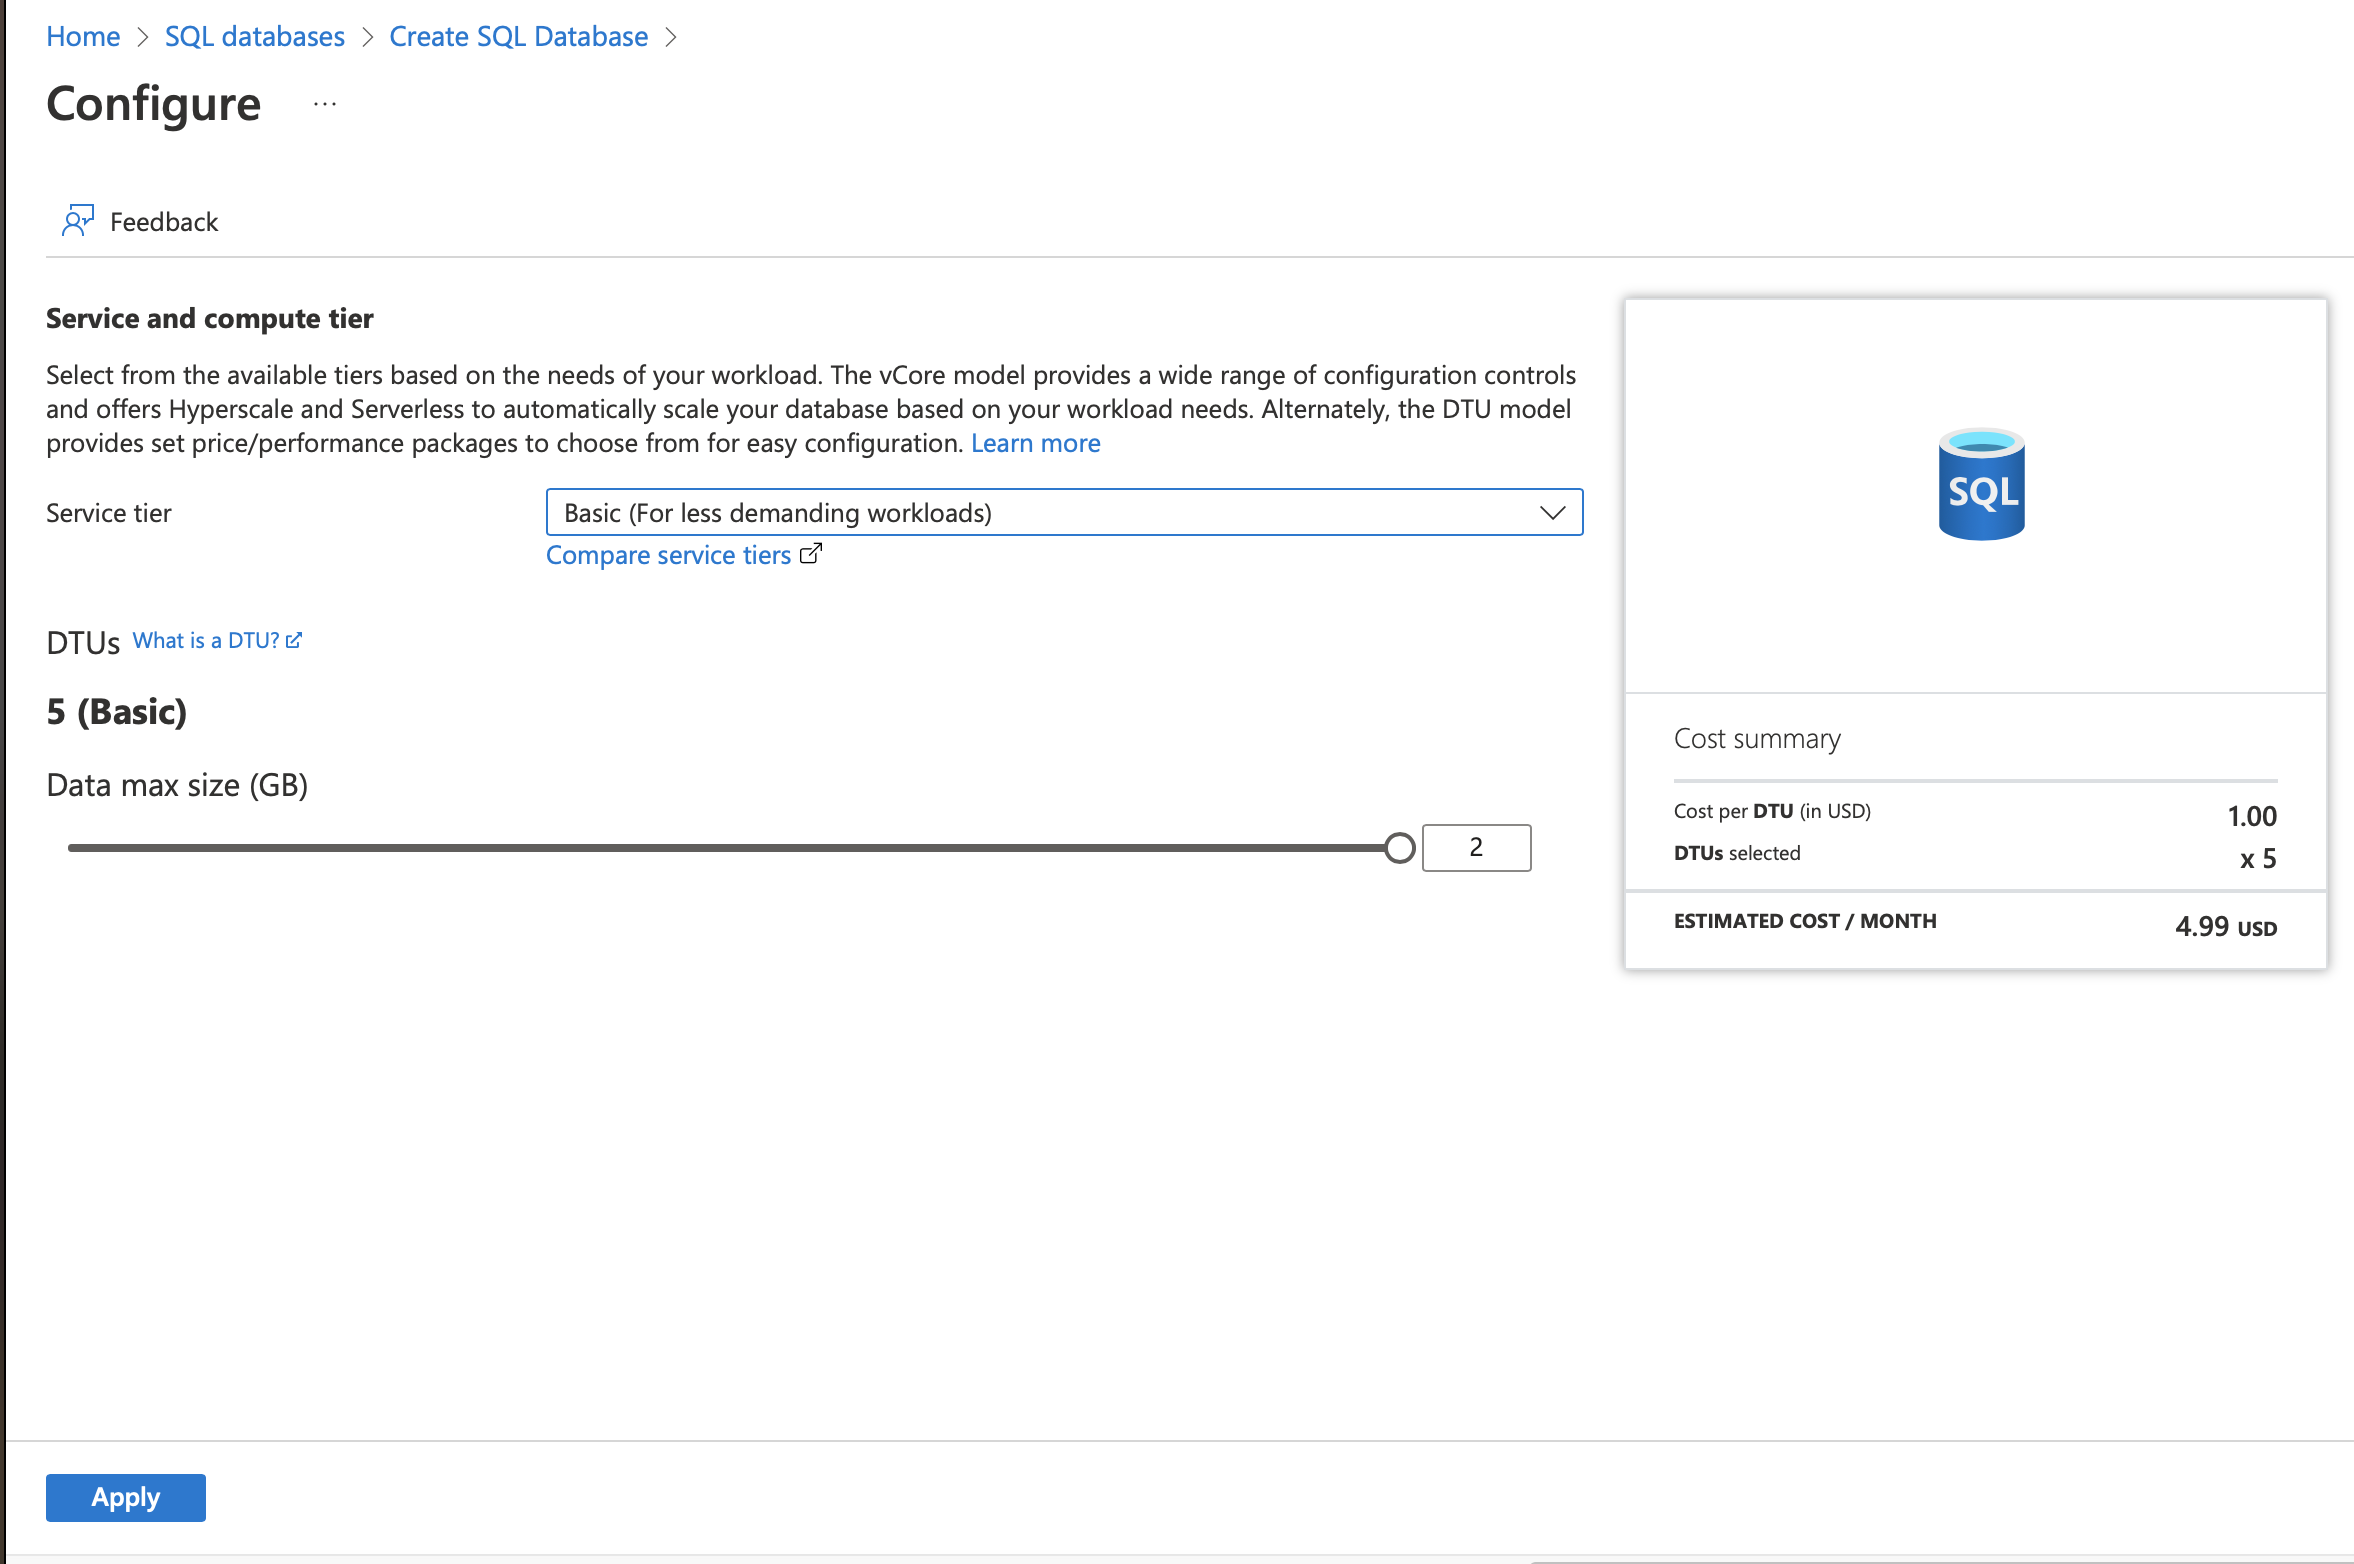 Home > SQL databases > Create SQL Database >
Configure ...
Feedback
Service and compute tier
Select from the available tiers based on the needs of your workload. The vCore model provides a wide range of configuration controls
and offers Hyperscale and Serverless to automatically scale your database based on your workload needs. Alternately, the DTU model
provides set price/performance packages to choose from for easy configuration. Learn more
Service tier
Basic (For less demanding workloads)
Compare service tiers
DTUs What is a DTU?
5 (Basic)
Data max size (GB)
2
SQL
Cost summary
Cost per DTU (in USD) 1.00
DTUs selected x 5
ESTIMATED COST / MONTH 4.99 USD
Apply